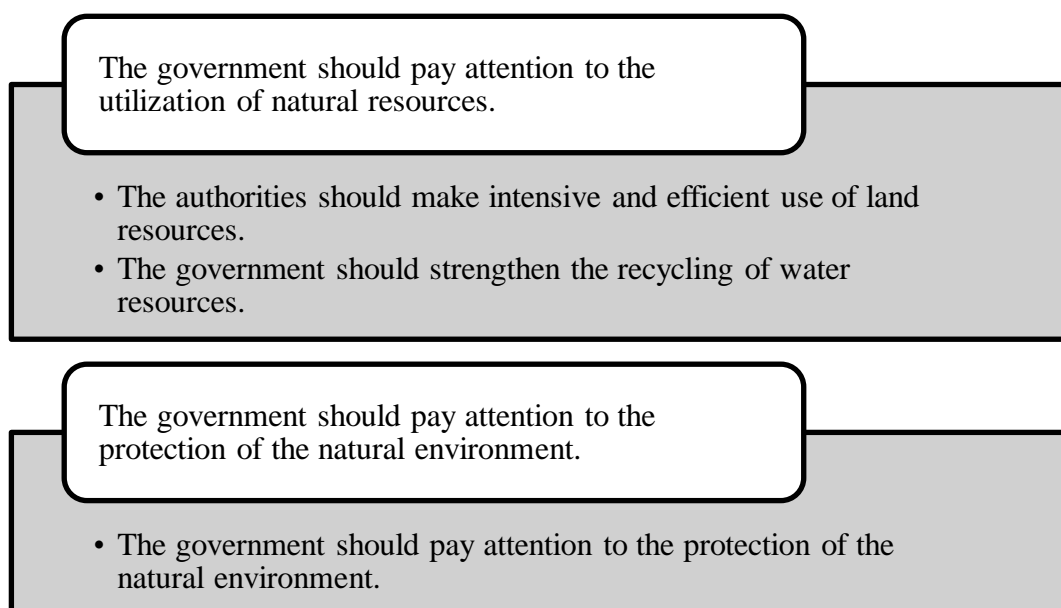 The government should pay attention to the
utilization of natural resources.
• The authorities should make intensive and efficient use of land
resources.
• The government should strengthen the recycling of water
resources.
The government should pay attention to the
protection of the natural environment.
• The government should pay attention to the protection of the
natural environment.